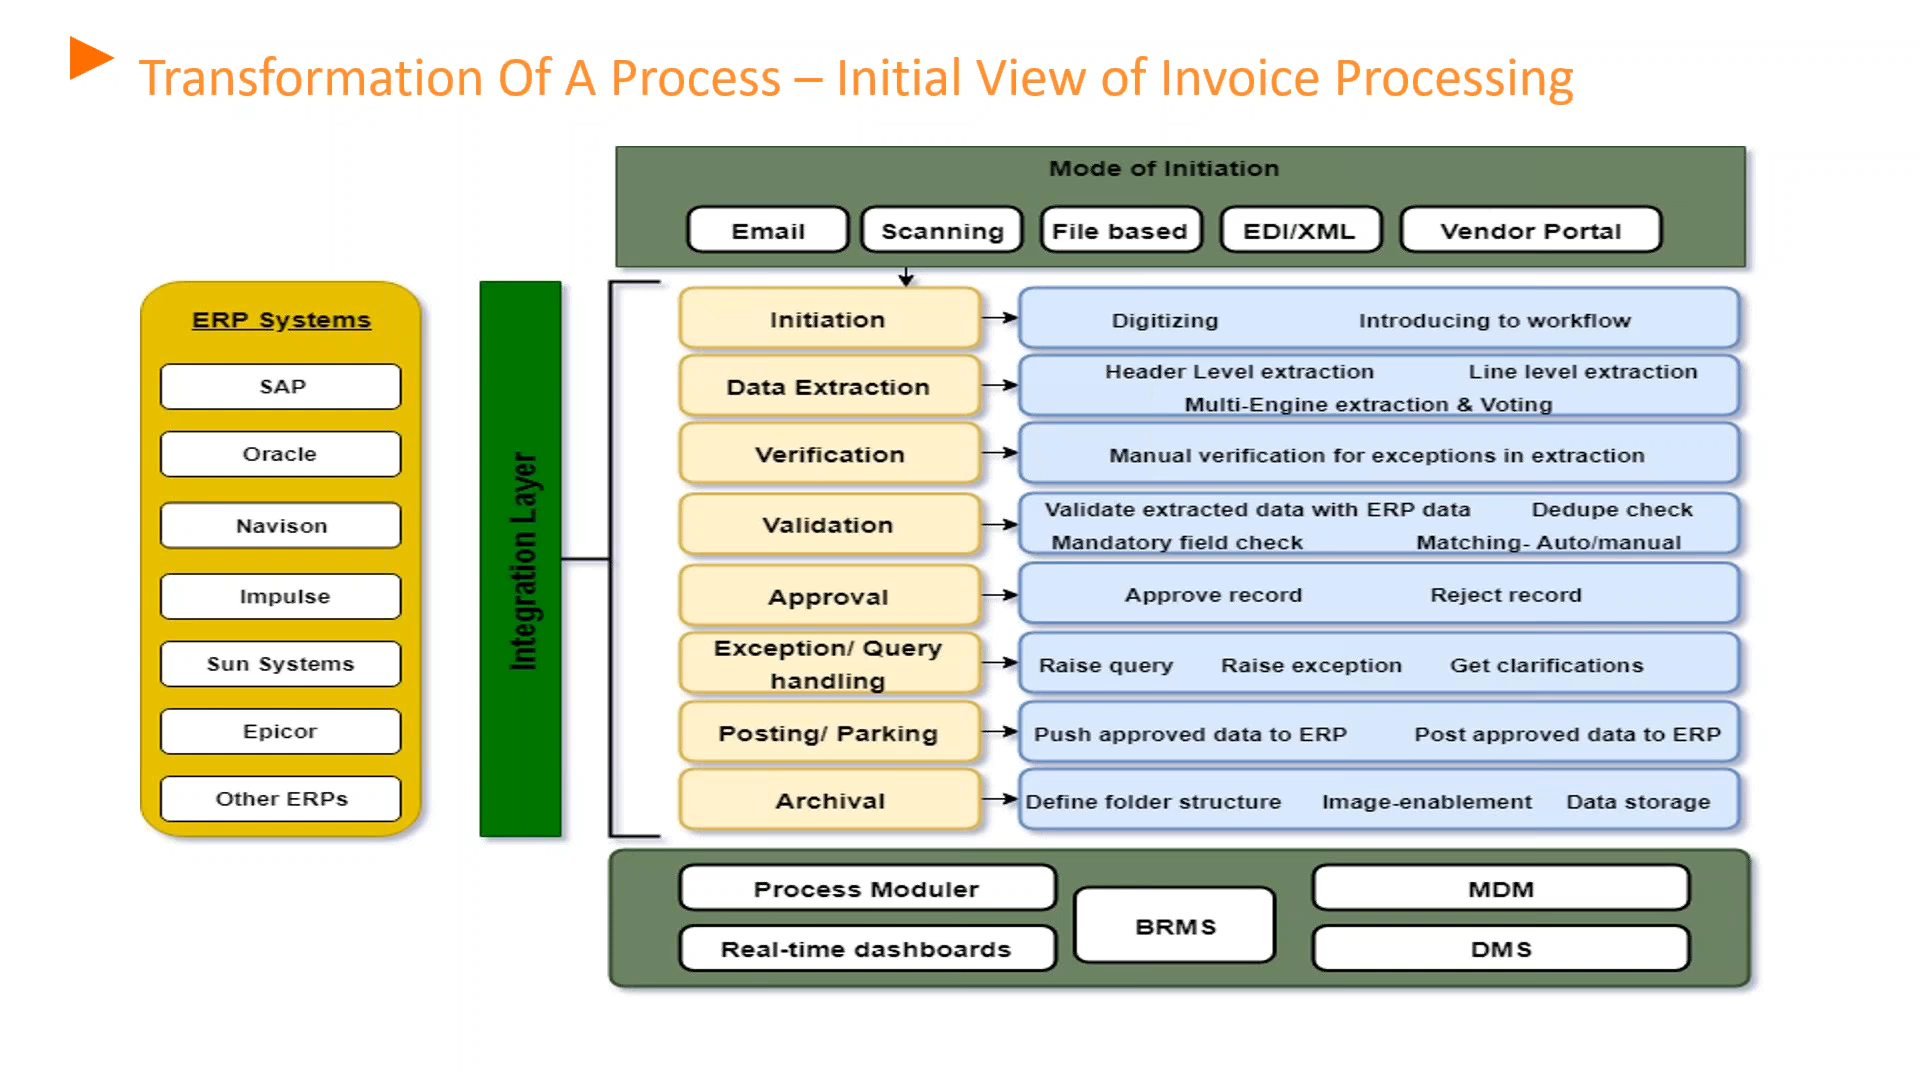 Transformation Of A Process – Initial View of Invoice Processing
Mode of Initiation
Email
Scanning
File based
EDI/XML
Vendor Portal
ERP Systems
SAP
Oracle
Navison
Impulse
Sun Systems
Epicor
Other ERPs
Integration Layer
Initiation
Digitizing
Introducing to workflow
Data Extraction
Header Level extraction
Line level extraction
Multi-Engine extraction & Voting
Verification
Manual verification for exceptions in extraction
Validation
Validate extracted data with ERP data
Dedupe check
Mandatory field check
Matching- Auto/manual
Approval
Approve record
Reject record
Exception/ Query
handling
Raise query
Raise exception
Get clarifications
Posting/ Parking
Push approved data to ERP
Post approved data to ERP
Archival
Define folder structure
Image-enablement
Data storage
Process Moduler
Real-time dashboards
BRMS
MDM
DMS